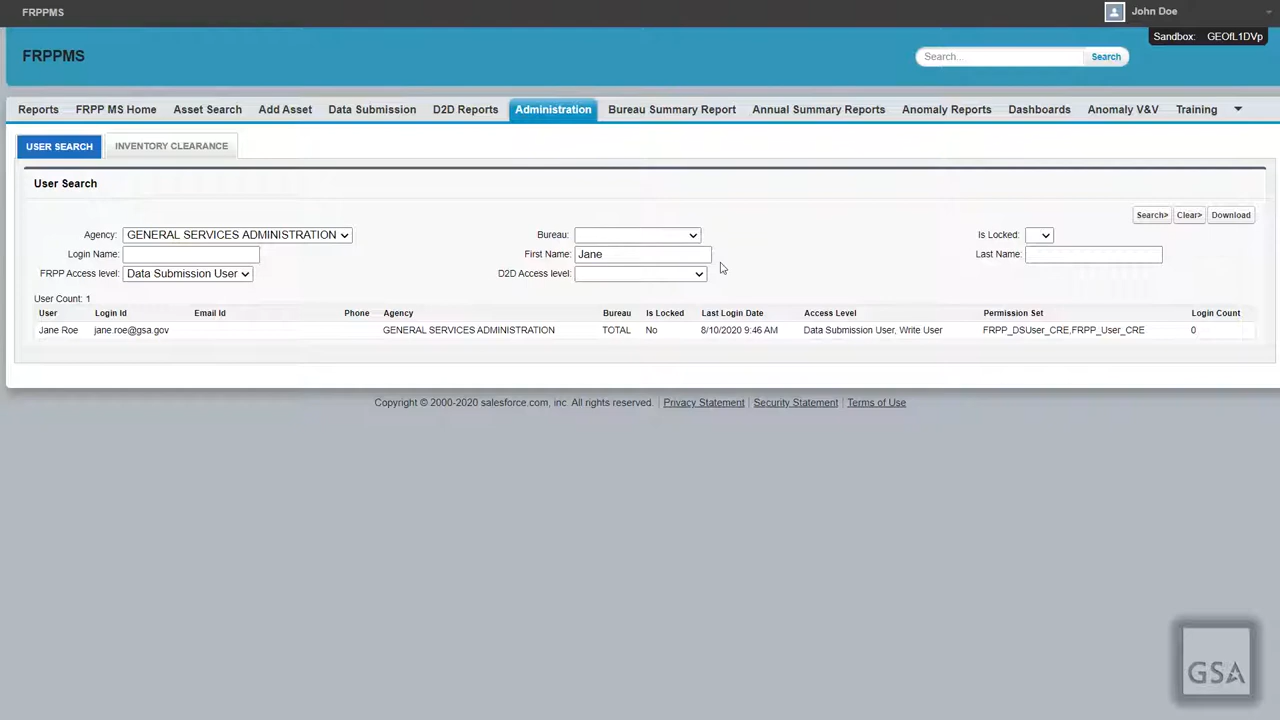 FRPPMS
John Doe
Sandbox: GEOfL1DVp
FRPPMS
Search...
Search
Reports FRPP MS Home Asset Search Add Asset Data Submission D2D Reports Administration Bureau Summary Report Annual Summary Reports Anomaly Reports Dashboards Anomaly V&V Training
USER SEARCH INVENTORY CLEARANCE
User Search
Search> Clear> Download
Agency: GENERAL SERVICES ADMINISTRATION Bureau: Is Locked:
Login Name: First Name: Jane Last Name:
FRPP Access level: Data Submission User D2D Access level:
User Count: 1
User Login Id Email Id Phone Agency Bureau Is Locked Last Login Date Access Level Permission Set Login Count
Jane Roe jane.roe@gsa.gov GENERAL SERVICES ADMINISTRATION TOTAL No 8/10/2020 9:46 AM Data Submission User, Write User FRPP_DSUser_CRE,FRPP_User_CRE 0
Copyright © 2000-2020 salesforce.com, inc. All rights reserved. | Privacy Statement | Security Statement | Terms of Use
GSA